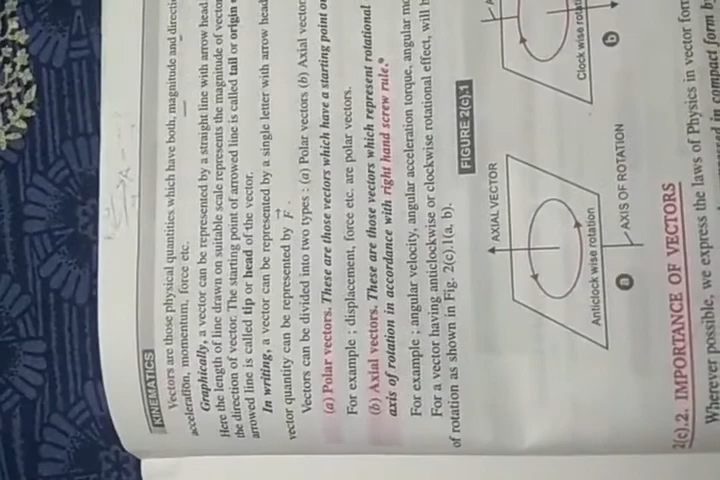 KINEMATICS
Vectors are those physical quantities which have both, magnitude and
acceleration, momentum, force etc.
Graphically, a vector can be represented by a straight line with arrow head.
Here the length of line drawn on suitable scale represents the magnitude of
the direction of vector. The starting point of arrowed line is called tail or origin
arrowed line is called tip or head of the vector.
In writing, a vector can be represented by a single letter with arrow head
vector quantity can be represented by F⃗.
Vectors can be divided into two types : (a) Polar vectors (b) Axial
(a) Polar vectors. These are those vectors which have a starting point
For example : displacement, force etc. are polar vectors.
(b) Axial vectors. These are those vectors which represent rotational
axis of rotation in accordance with right hand screw rule.*
For example : angular velocity, angular acceleration torque, angular
For a vector having anticlockwise or clockwise rotational effect, will
of rotation as shown in Fig. 2(c).1(a, b).
FIGURE 2(c).1
AXIAL VECTOR
Anticlock wise rotation
AXIS OF ROTATION
a
Clock wise
b
2(c).2. IMPORTANCE OF VECTORS
Wherever possible, we express the laws of Physics in vector
in compact form